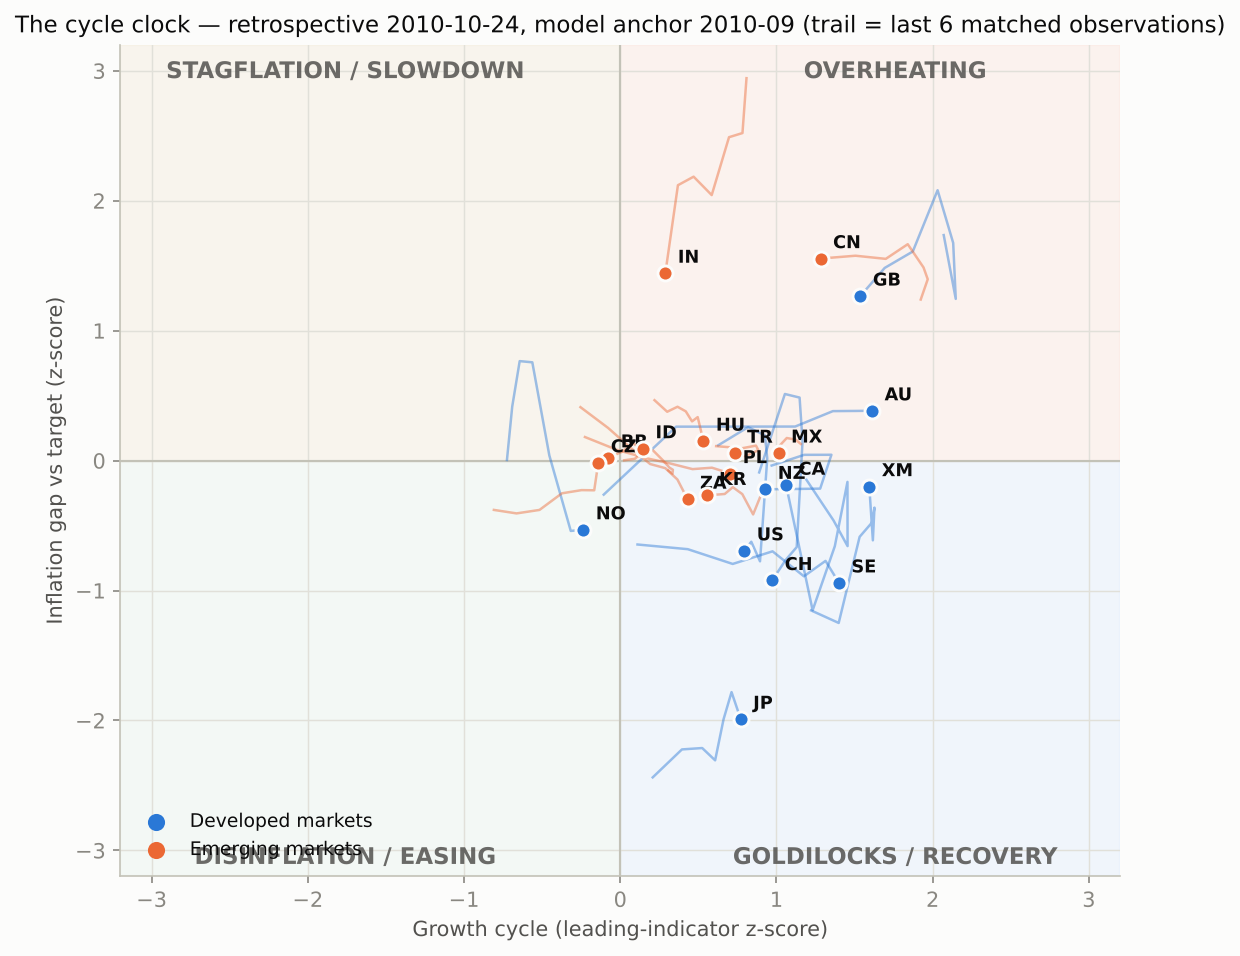 The cycle clock — retrospective 2010-10-24, model anchor 2010-09 (trail = last 6 matched observations)
STAGFLATION / SLOWDOWN
OVERHEATING
3
2
1
0
−1
−2
−3
Inflation gap vs target (z-score)
IN
CN
GB
AU
HU
ID
BR
CZ
TR
MX
PL
NZ
CA
XM
ZA
KR
NO
US
CH
SE
JP
Developed markets
Emerging markets
DISINFLATION / EASING
GOLDILOCKS / RECOVERY
−3
−2
−1
0
1
2
3
Growth cycle (leading-indicator z-score)